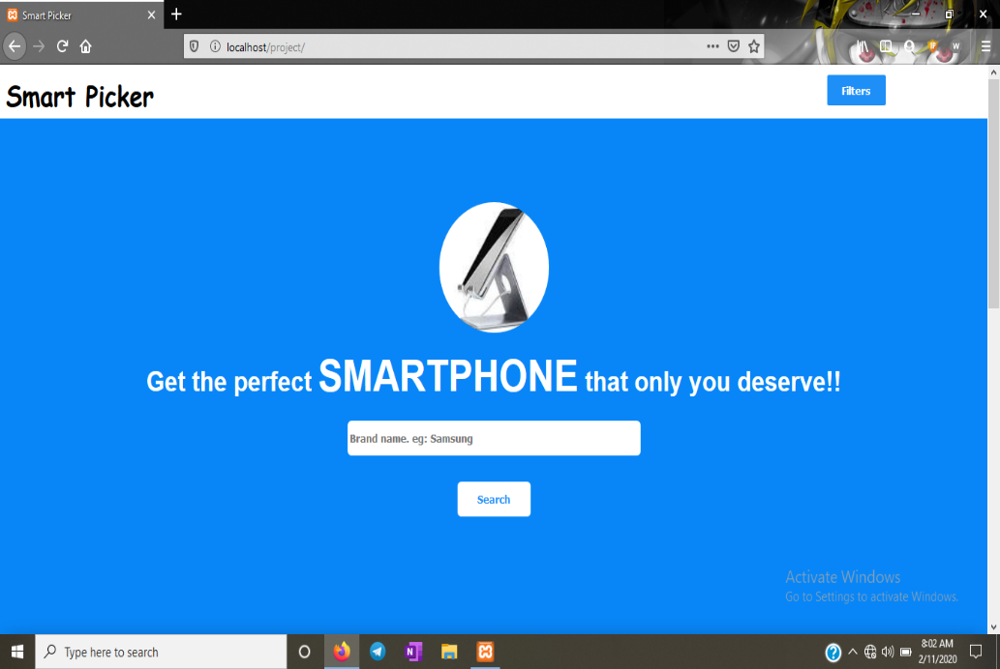 Smart Picker
localhost/project/
Smart Picker
Filters
Get the perfect SMARTPHONE that only you deserve!!
Brand name. eg: Samsung
Search
Activate Windows
Go to Settings to activate Windows.
Type here to search
8:02 AM
2/11/2020